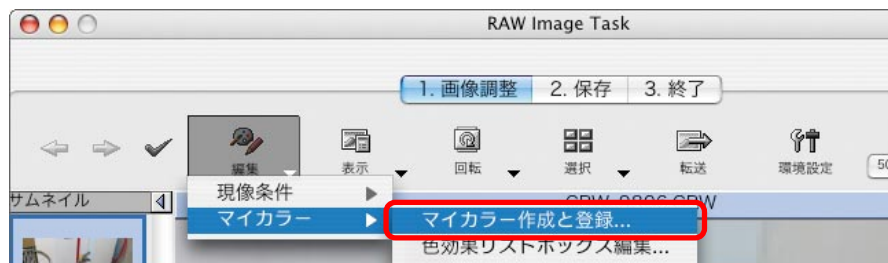 RAW Image Task
1. 画像調整 2. 保存 3. 終了
編集 表示 回転 選択 転送 環境設定 50
サムネイル
現像条件
マイカラー マイカラー作成と登録...
色効果リストボックス編集...